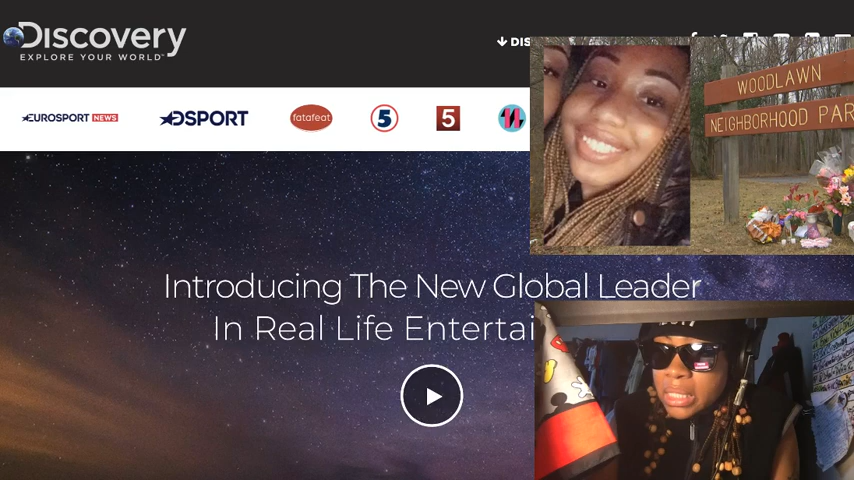 DISCOVERY
EXPLORE YOUR WORLD
DIS
EUROSPORT NEWS
DSPORT
fatafeat
5
5
Introducing The New Global Leader
In Real Life Entertai
WOODLAWN
NEIGHBORHOOD PAR